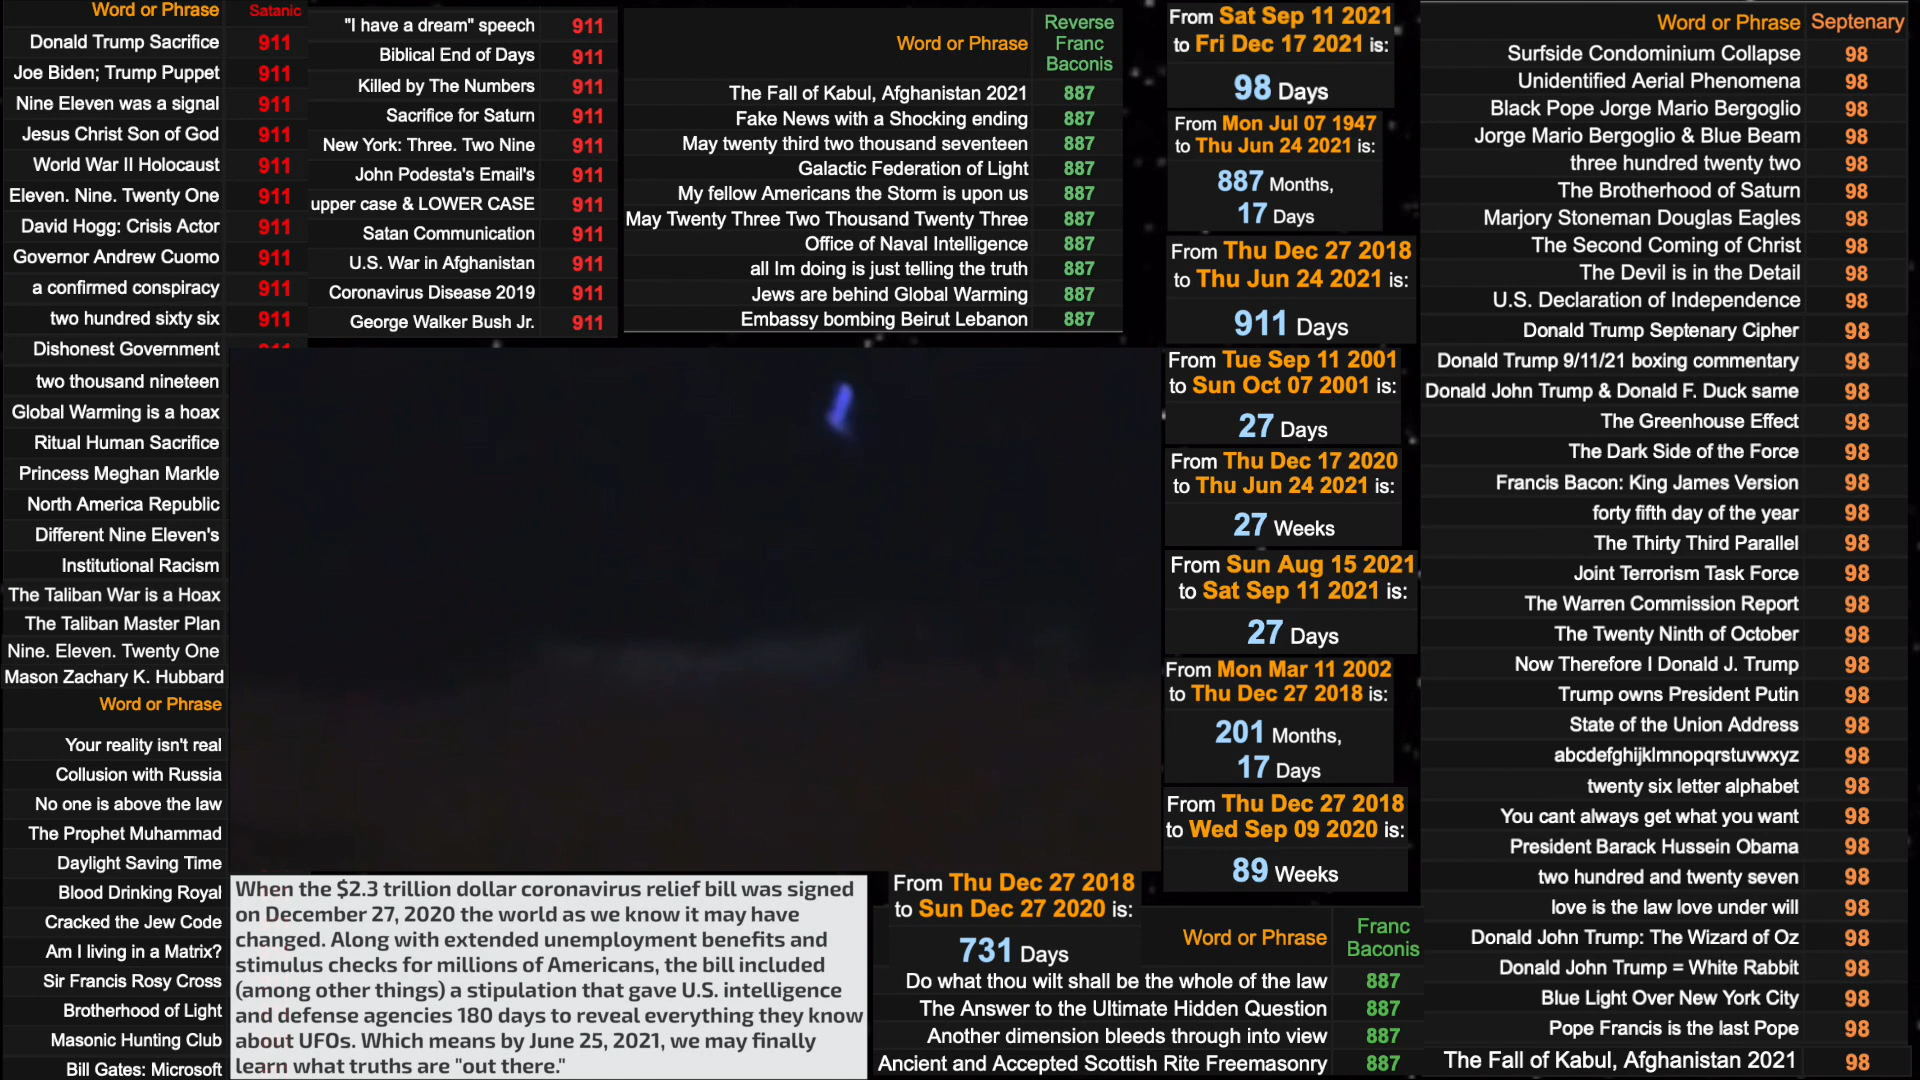 Word or Phrase Satanic
Donald Trump Sacrifice 911
Joe Biden; Trump Puppet 911
Nine Eleven was a signal 911
Jesus Christ Son of God 911
World War II Holocaust 911
Eleven. Nine. Twenty One 911
David Hogg: Crisis Actor 911
Governor Andrew Cuomo 911
a confirmed conspiracy 911
two hundred sixty six 911
Dishonest Government 911
two thousand nineteen
Global Warming is a hoax
Ritual Human Sacrifice
Princess Meghan Markle
North America Republic
Different Nine Eleven's
Institutional Racism
The Taliban War is a Hoax
The Taliban Master Plan
Nine. Eleven. Twenty One
Mason Zachary K. Hubbard
Word or Phrase
Your reality isn't real
Collusion with Russia
No one is above the law
The Prophet Muhammad
Daylight Saving Time
Blood Drinking Royal
Cracked the Jew Code
Am I living in a Matrix?
Sir Francis Rosy Cross
Brotherhood of Light
Masonic Hunting Club
Bill Gates: Microsoft
"I have a dream" speech 911
Biblical End of Days 911
Killed by The Numbers 911
Sacrifice for Saturn 911
New York: Three. Two Nine 911
John Podesta's Email's 911
upper case & LOWER CASE 911
Satan Communication 911
U.S. War in Afghanistan 911
Coronavirus Disease 2019 911
George Walker Bush Jr. 911
Word or Phrase Reverse
Franc
Baconis
The Fall of Kabul, Afghanistan 2021 887
Fake News with a Shocking ending 887
May twenty third two thousand seventeen 887
Galactic Federation of Light 887
My fellow Americans the Storm is upon us 887
May Twenty Three Two Thousand Twenty Three 887
Office of Naval Intelligence 887
all Im doing is just telling the truth 887
Jews are behind Global Warming 887
Embassy bombing Beirut Lebanon 887
When the $2.3 trillion dollar coronavirus relief bill was signed
on December 27, 2020 the world as we know it may have
changed. Along with extended unemployment benefits and
stimulus checks for millions of Americans, the bill included
(among other things) a stipulation that gave U.S. intelligence
and defense agencies 180 days to reveal everything they know
about UFOs. Which means by June 25, 2021, we may finally
learn what truths are "out there."
From Thu Dec 27 2018
to Sun Dec 27 2020 is:
731 Days
Word or Phrase Franc
Baconis
Do what thou wilt shall be the whole of the law 887
The Answer to the Ultimate Hidden Question 887
Another dimension bleeds through into view 887
Ancient and Accepted Scottish Rite Freemasonry 887
From Sat Sep 11 2021
to Fri Dec 17 2021 is:
98 Days
From Mon Jul 07 1947
to Thu Jun 24 2021 is:
887 Months,
17 Days
From Thu Dec 27 2018
to Thu Jun 24 2021 is:
911 Days
From Tue Sep 11 2001
to Sun Oct 07 2001 is:
27 Days
From Thu Dec 17 2020
to Thu Jun 24 2021 is:
27 Weeks
From Sun Aug 15 2021
to Sat Sep 11 2021 is:
27 Days
From Mon Mar 11 2002
to Thu Dec 27 2018 is:
201 Months,
17 Days
From Thu Dec 27 2018
to Wed Sep 09 2020 is:
89 Weeks
Word or Phrase Septenary
Surfside Condominium Collapse 98
Unidentified Aerial Phenomena 98
Black Pope Jorge Mario Bergoglio 98
Jorge Mario Bergoglio & Blue Beam 98
three hundred twenty two 98
The Brotherhood of Saturn 98
Marjory Stoneman Douglas Eagles 98
The Second Coming of Christ 98
The Devil is in the Detail 98
U.S. Declaration of Independence 98
Donald Trump Septenary Cipher 98
Donald Trump 9/11/21 boxing commentary 98
Donald John Trump & Donald F. Duck same 98
The Greenhouse Effect 98
The Dark Side of the Force 98
Francis Bacon: King James Version 98
forty fifth day of the year 98
The Thirty Third Parallel 98
Joint Terrorism Task Force 98
The Warren Commission Report 98
The Twenty Ninth of October 98
Now Therefore I Donald J. Trump 98
Trump owns President Putin 98
State of the Union Address 98
abcdefghijklmnopqrstuvwxyz 98
twenty six letter alphabet 98
You cant always get what you want 98
President Barack Hussein Obama 98
two hundred and twenty seven 98
love is the law love under will 98
Donald John Trump: The Wizard of Oz 98
Donald John Trump = White Rabbit 98
Blue Light Over New York City 98
Pope Francis is the last Pope 98
The Fall of Kabul, Afghanistan 2021 98